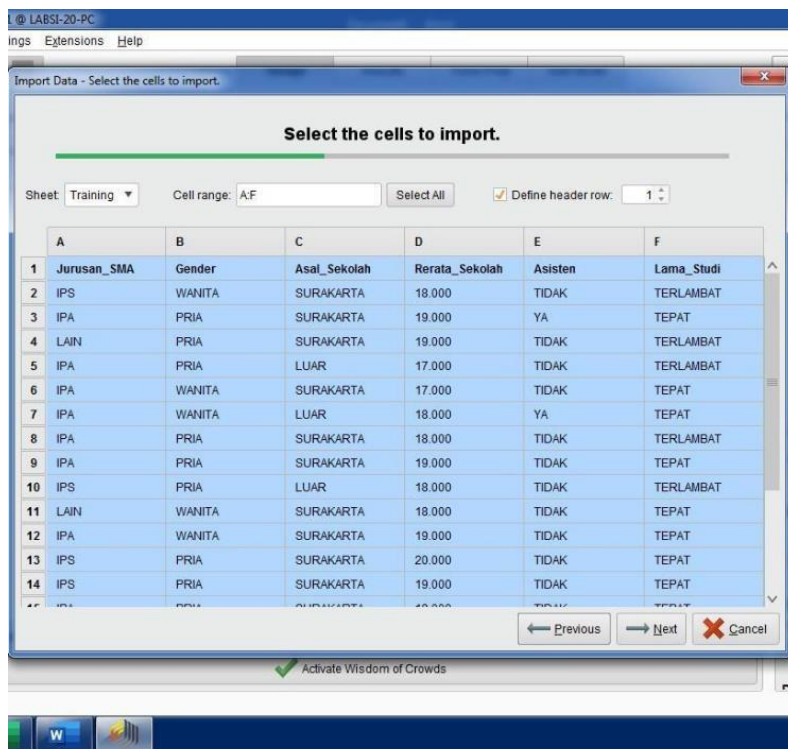 1 @ LABSI-20-PC
ings Extensions Help
Import Data - Select the cells to import.
Select the cells to import.
Sheet: Training Cell range: A:F Select All Define header row: 1
A B C D E F
1 Jurusan_SMA Gender Asal_Sekolah Rerata_Sekolah Asisten Lama_Studi
2 IPS WANITA SURAKARTA 18.000 TIDAK TERLAMBAT
3 IPA PRIA SURAKARTA 19.000 YA TEPAT
4 LAIN PRIA SURAKARTA 19.000 TIDAK TERLAMBAT
5 IPA PRIA LUAR 17.000 TIDAK TERLAMBAT
6 IPA WANITA SURAKARTA 17.000 TIDAK TEPAT
7 IPA WANITA LUAR 18.000 YA TEPAT
8 IPA PRIA SURAKARTA 18.000 TIDAK TERLAMBAT
9 IPA PRIA SURAKARTA 19.000 TIDAK TEPAT
10 IPS PRIA LUAR 18.000 TIDAK TERLAMBAT
11 LAIN WANITA SURAKARTA 18.000 TIDAK TEPAT
12 IPA WANITA SURAKARTA 19.000 TIDAK TEPAT
13 IPS PRIA SURAKARTA 20.000 TIDAK TEPAT
14 IPS PRIA SURAKARTA 19.000 TIDAK TEPAT
Previous Next Cancel
Activate Wisdom of Crowds
W